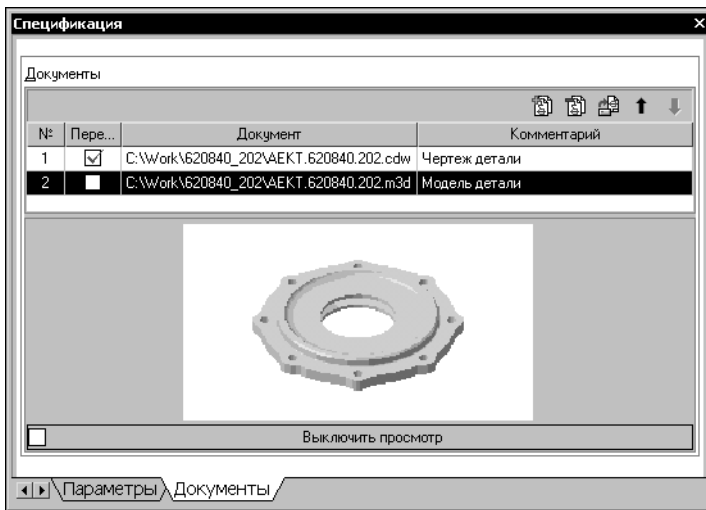 Спецификация
Документы
№ Пере... Документ Комментарий
1 C:\Work\620840_202\АЕКТ.620840.202.cdw Чертеж детали
2 C:\Work\620840_202\АЕКТ.620840.202.m3d Модель детали
Выключить просмотр
Параметры Документы